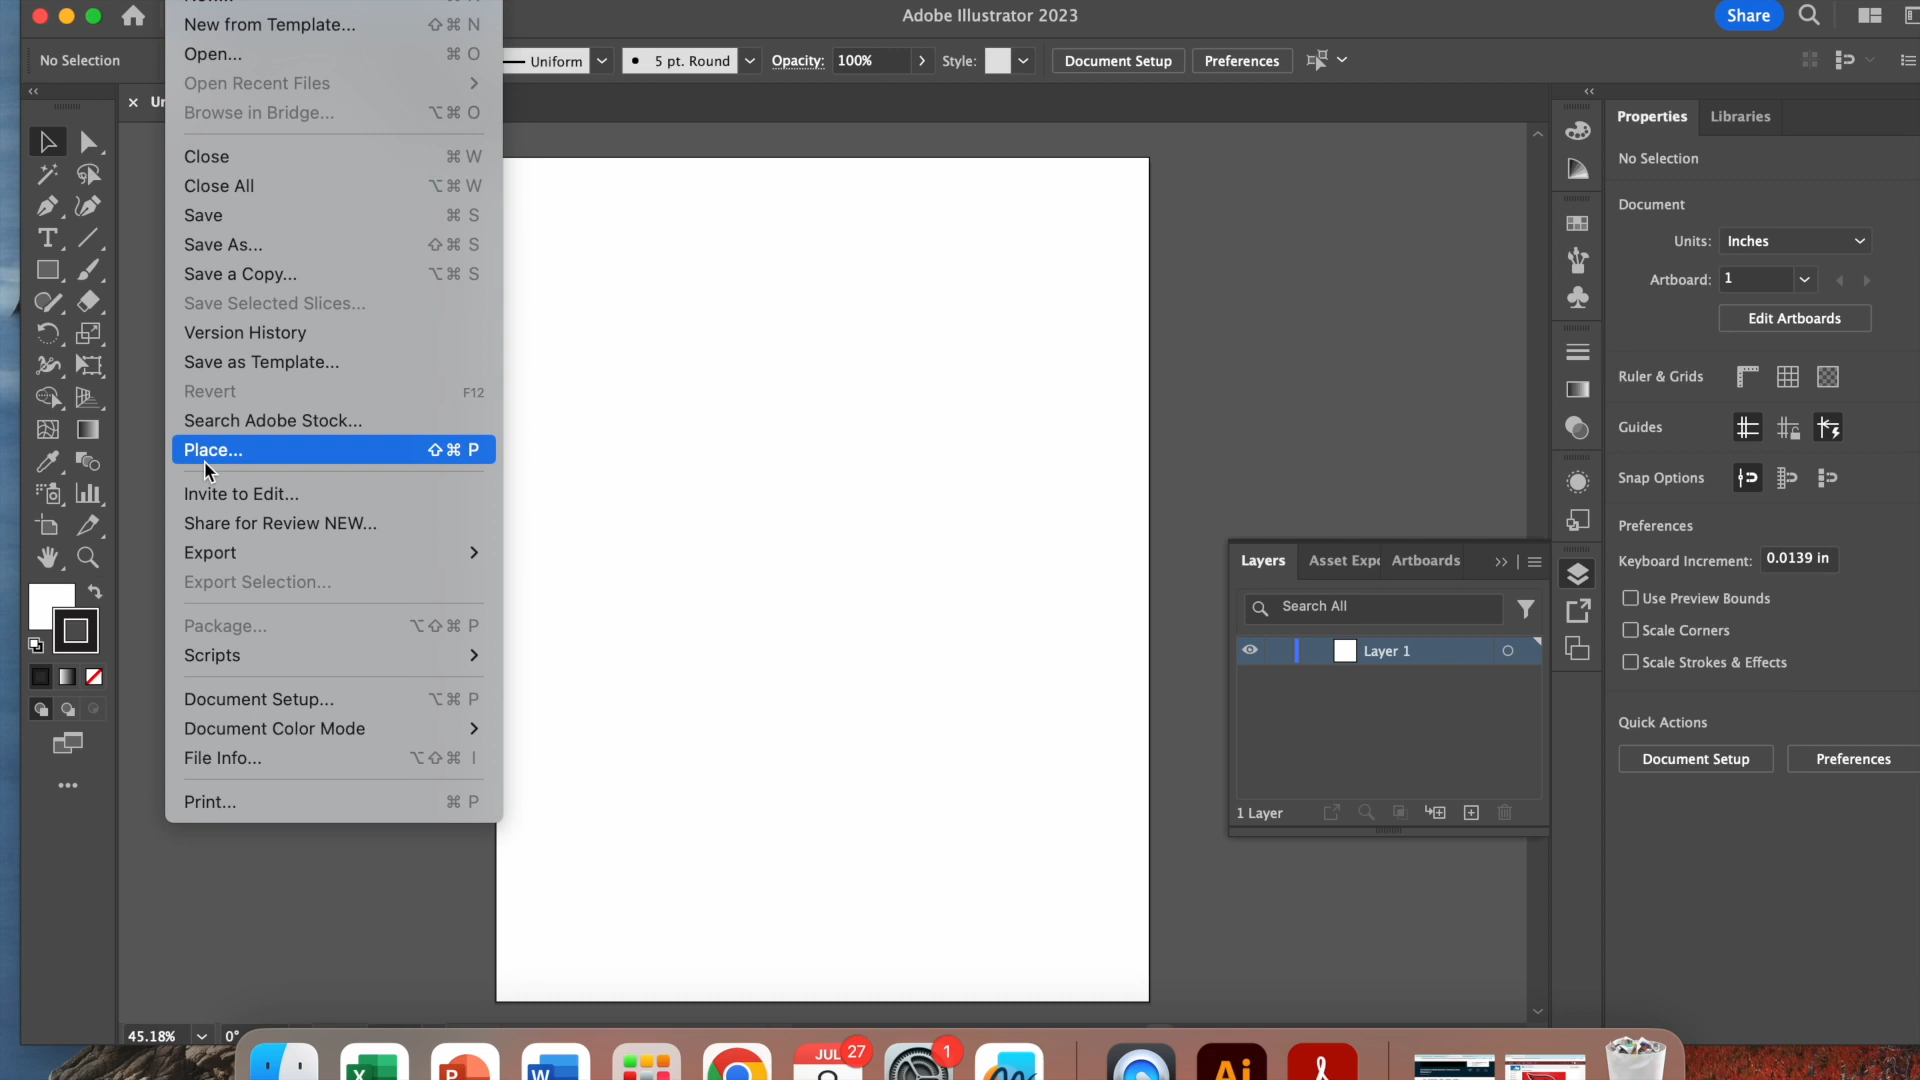 Adobe Illustrator 2023
Share
No Selection
Uniform
5 pt. Round
Opacity:
100%
Style:
Document Setup
Preferences
New from Template...
⇧⌘ N
Open...
⌘ O
Open Recent Files
Browse in Bridge...
⌥⌘ O
Close
⌘ W
Close All
⌥⌘ W
Save
⌘ S
Save As...
⇧⌘ S
Save a Copy...
⌥⌘ S
Save Selected Slices...
Version History
Save as Template...
Revert
F12
Search Adobe Stock...
Place...
⇧⌘ P
Invite to Edit...
Share for Review NEW...
Export
Export Selection...
Package...
⌥⇧⌘ P
Scripts
Document Setup...
⌥⌘ P
Document Color Mode
File Info...
⌥⇧⌘ I
Print...
⌘ P
Layers
Asset Expo
Artboards
Search All
Layer 1
1 Layer
Properties
Libraries
No Selection
Document
Units:
Inches
Artboard:
1
Edit Artboards
Ruler & Grids
Guides
Snap Options
Preferences
Keyboard Increment:
0.0139 in
Use Preview Bounds
Scale Corners
Scale Strokes & Effects
Quick Actions
Document Setup
Preferences
45.18%
0°
JUL
27
1
Ai